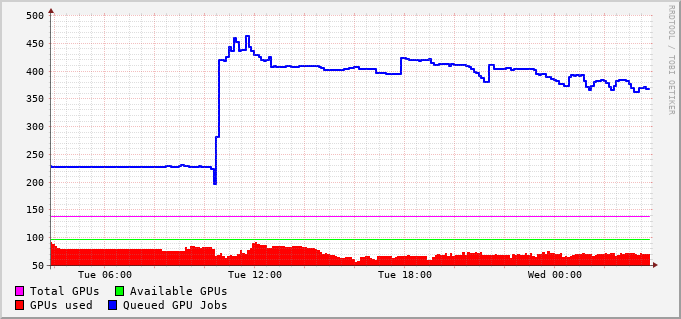 500
450
400
350
300
250
200
150
100
50
Tue 06:00 Tue 12:00 Tue 18:00 Wed 00:00
Total GPUs Available GPUs
GPUs used Queued GPU Jobs
RRDTOOL / TOBI OETIKER